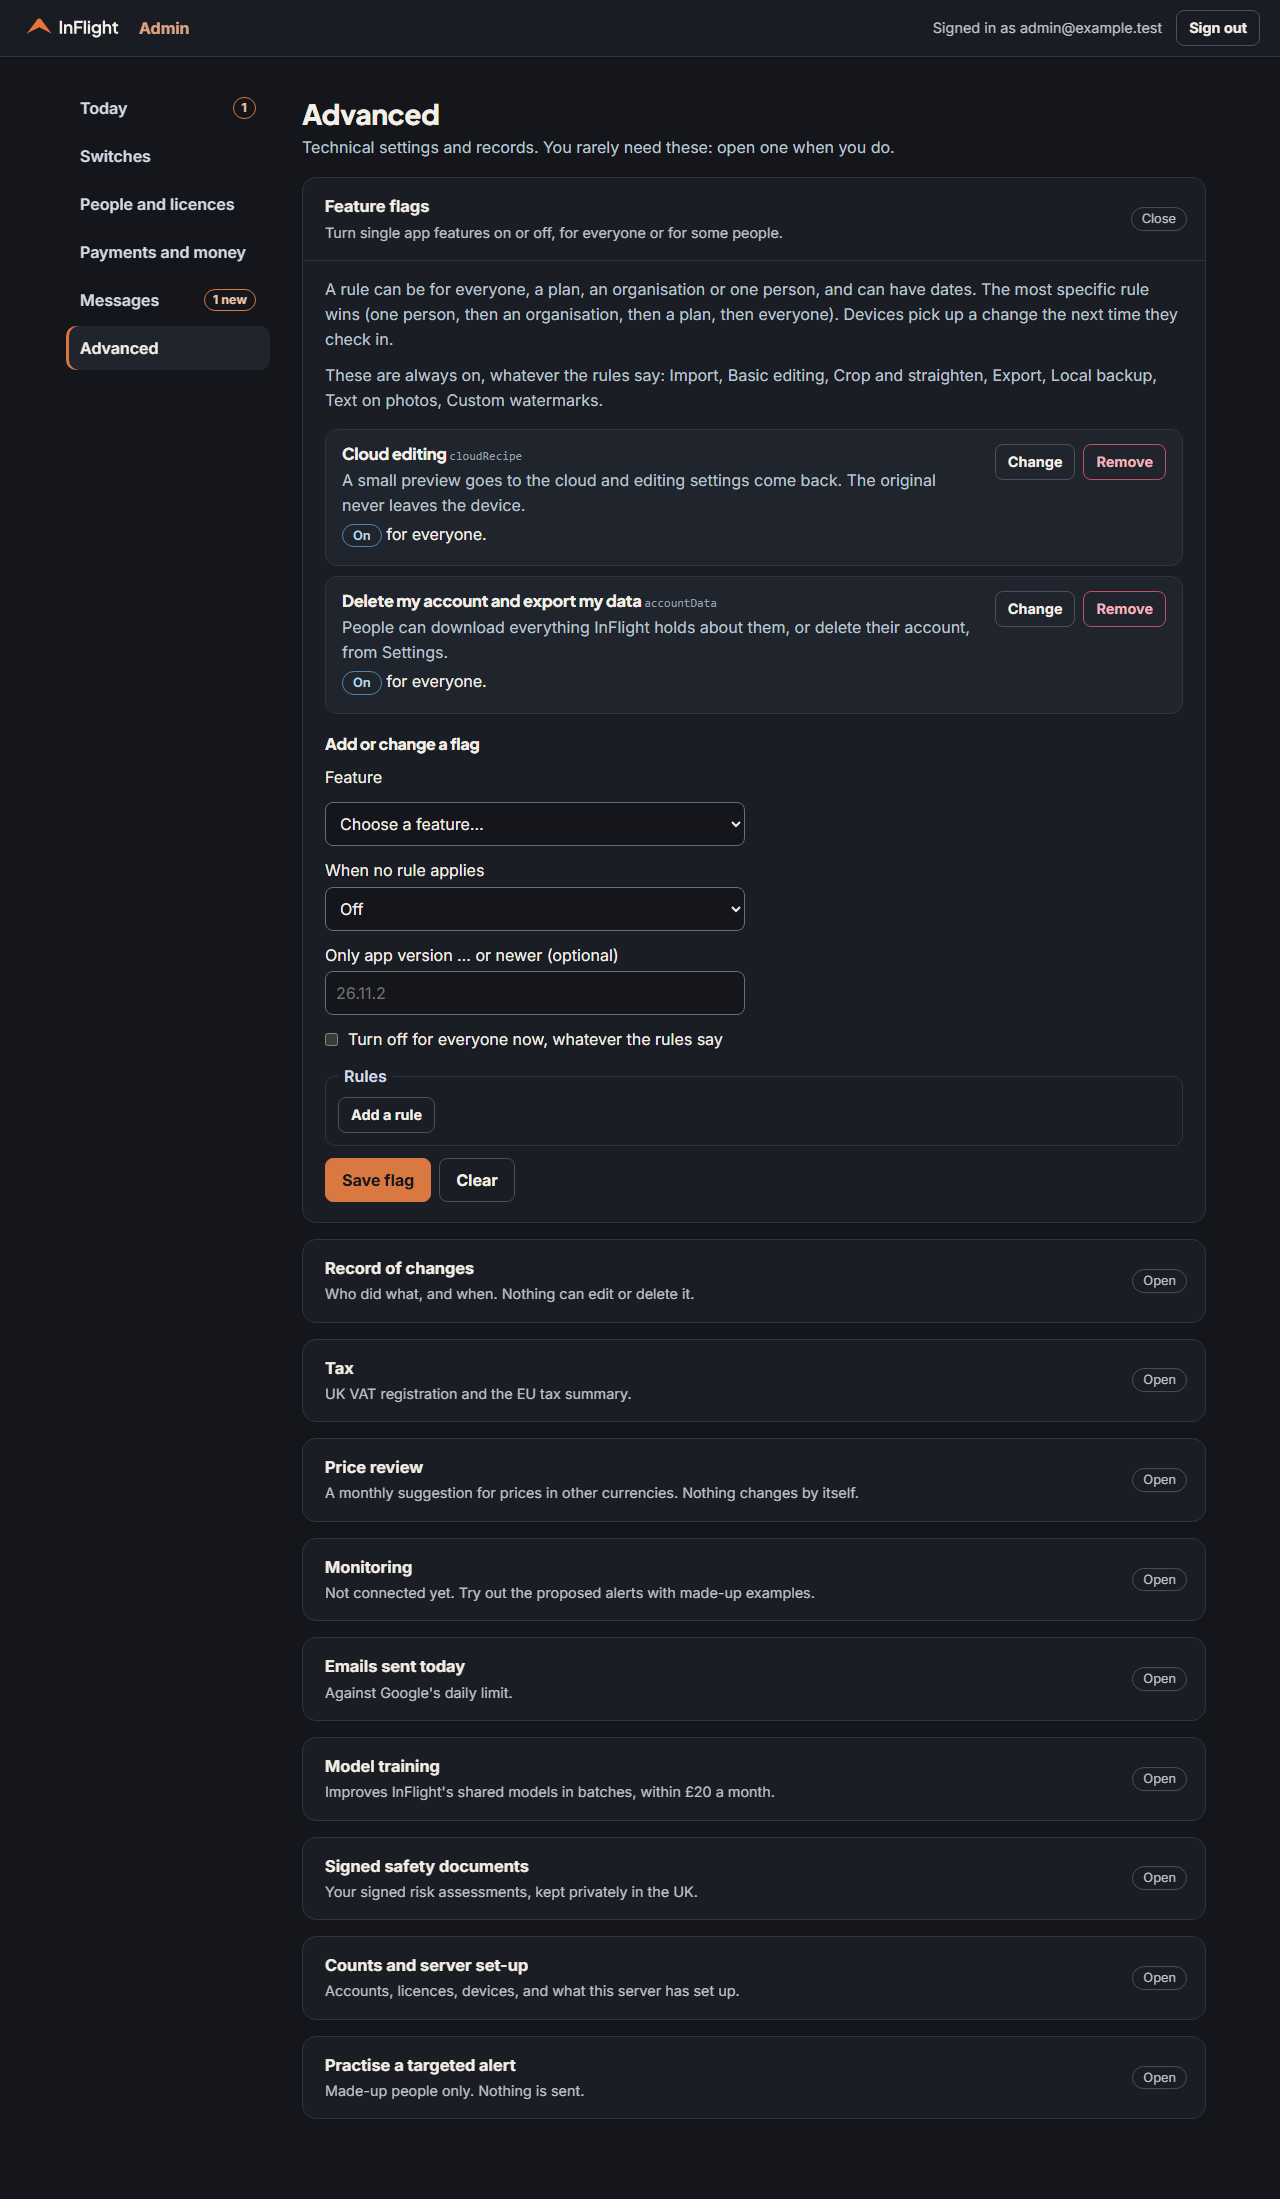 InFlight Admin
Signed in as admin@example.test
Sign out
Today 1
Switches
People and licences
Payments and money
Messages 1 new
Advanced
Advanced
Technical settings and records. You rarely need these: open one when you do.
Feature flags
Turn single app features on or off, for everyone or for some people.
Close
A rule can be for everyone, a plan, an organisation or one person, and can have dates. The most specific rule
wins (one person, then an organisation, then a plan, then everyone). Devices pick up a change the next time they
check in.
These are always on, whatever the rules say: Import, Basic editing, Crop and straighten, Export, Local backup,
Text on photos, Custom watermarks.
Cloud editing cloudRecipe
A small preview goes to the cloud and editing settings come back. The original
never leaves the device.
On for everyone.
Change
Remove
Delete my account and export my data accountData
People can download everything InFlight holds about them, or delete their account,
from Settings.
On for everyone.
Change
Remove
Add or change a flag
Feature
Choose a feature...
When no rule applies
Off
Only app version ... or newer (optional)
26.11.2
Turn off for everyone now, whatever the rules say
Rules
Add a rule
Save flag
Clear
Record of changes
Who did what, and when. Nothing can edit or delete it.
Open
Tax
UK VAT registration and the EU tax summary.
Open
Price review
A monthly suggestion for prices in other currencies. Nothing changes by itself.
Open
Monitoring
Not connected yet. Try out the proposed alerts with made-up examples.
Open
Emails sent today
Against Google's daily limit.
Open
Model training
Improves InFlight's shared models in batches, within £20 a month.
Open
Signed safety documents
Your signed risk assessments, kept privately in the UK.
Open
Counts and server set-up
Accounts, licences, devices, and what this server has set up.
Open
Practise a targeted alert
Made-up people only. Nothing is sent.
Open